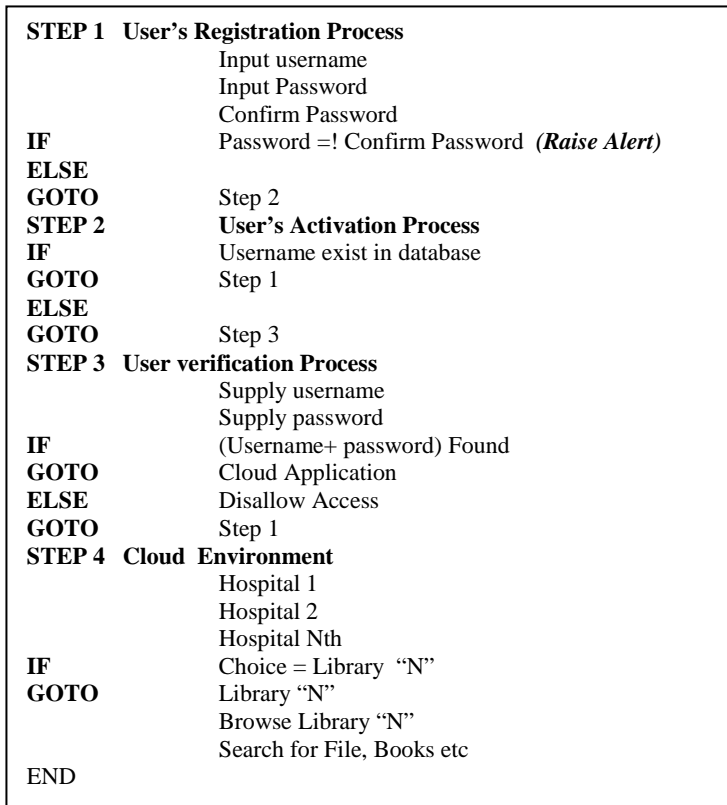 STEP 1 User's Registration Process
Input username
Input Password
Confirm Password
IF Password =! Confirm Password (Raise Alert)
ELSE
GOTO Step 2
STEP 2 User's Activation Process
IF Username exist in database
GOTO Step 1
ELSE
GOTO Step 3
STEP 3 User verification Process
Supply username
Supply password
IF (Username+ password) Found
GOTO Cloud Application
ELSE Disallow Access
GOTO Step 1
STEP 4 Cloud Environment
Hospital 1
Hospital 2
Hospital Nth
IF Choice = Library “N”
GOTO Library “N”
Browse Library “N”
Search for File, Books etc
END